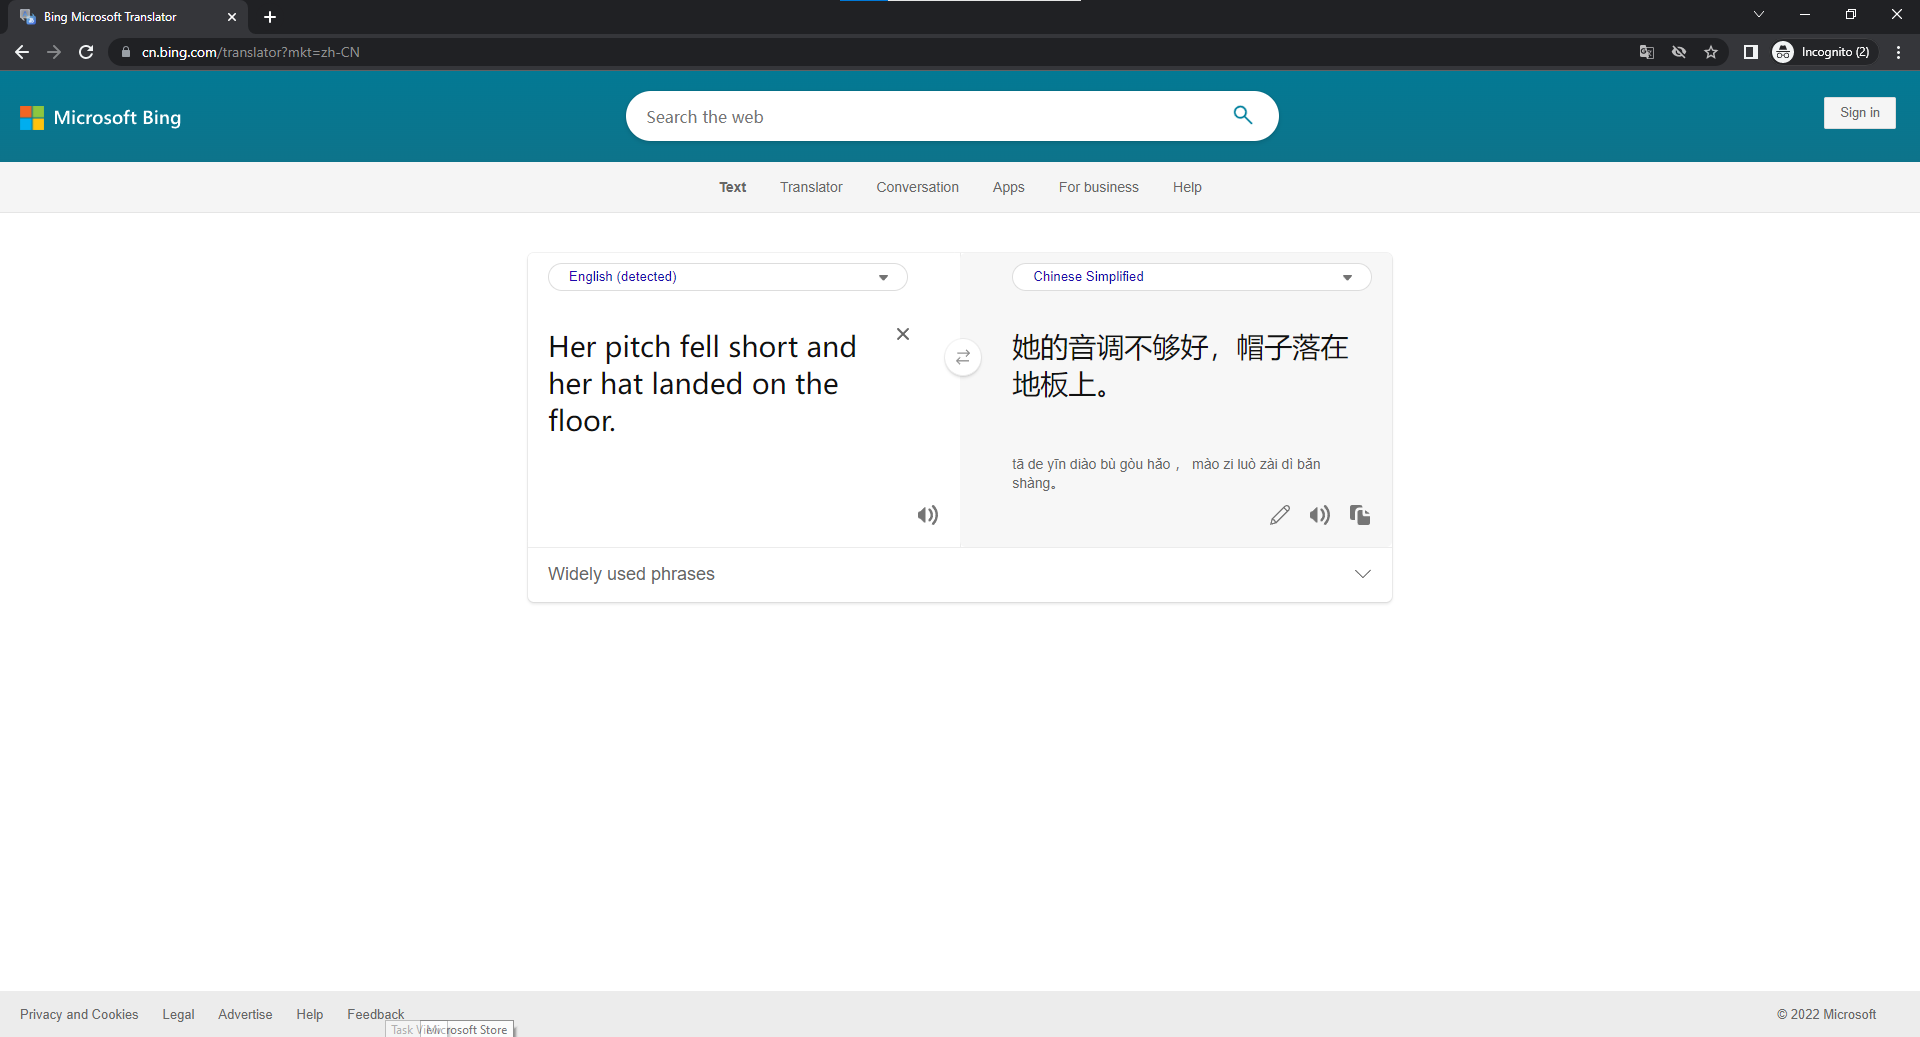 Bing Microsoft Translator
cn.bing.com/translator?mkt=zh-CN
Incognito (2)
Microsoft Bing
Search the web
Sign in
Text Translator Conversation Apps For business Help
English (detected)
Chinese Simplified
Her pitch fell short and
her hat landed on the
floor.
她的音调不够好，帽子落在
地板上。
tā de yīn diào bù gòu hǎo ， mào zi luò zài dì bǎn
shàng。
Widely used phrases
Privacy and Cookies Legal Advertise Help Feedback
© 2022 Microsoft
Task View
Microsoft Store